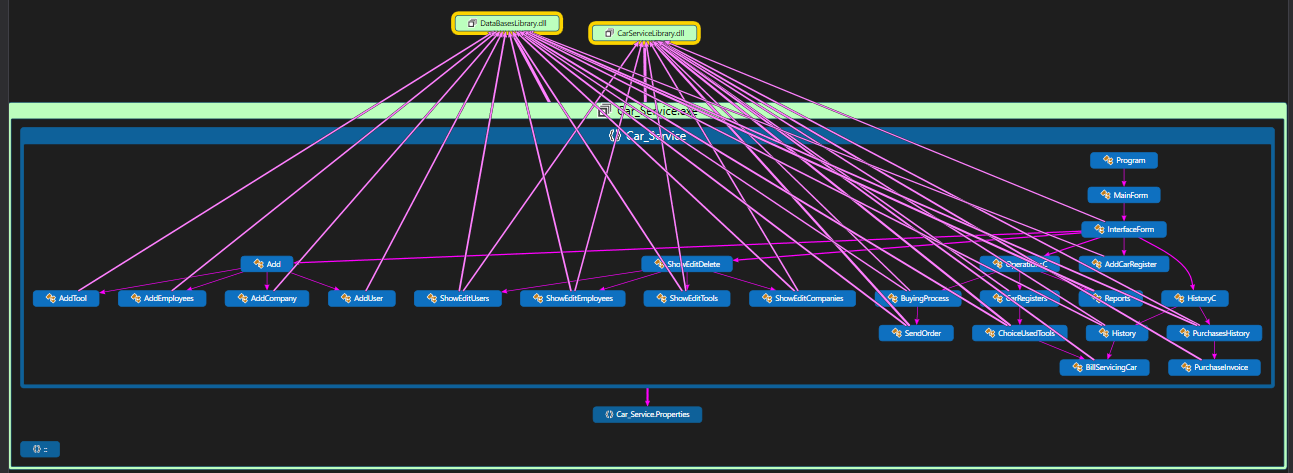 DataBasesLibrary.dll
CarServiceLibrary.dll
Car_Service.exe
Car_Service
Program
MainForm
InterfaceForm
Add
ShowEditDelete
OperationsC
AddCarRegister
AddTool
AddEmployees
AddCompany
AddUser
ShowEditUsers
ShowEditEmployees
ShowEditTools
ShowEditCompanies
BuyingProcess
CarRegisters
Reports
HistoryC
SendOrder
ChoiceUsedTools
History
PurchasesHistory
BillServicingCar
PurchaseInvoice
Car_Service.Properties
::